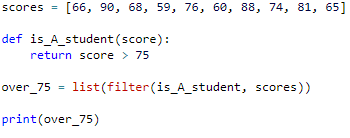 scores = [66, 90, 68, 59, 76, 60, 88, 74, 81, 65]
def is_A_student(score):
    return score > 75
over_75 = list(filter(is_A_student, scores))
print(over_75)